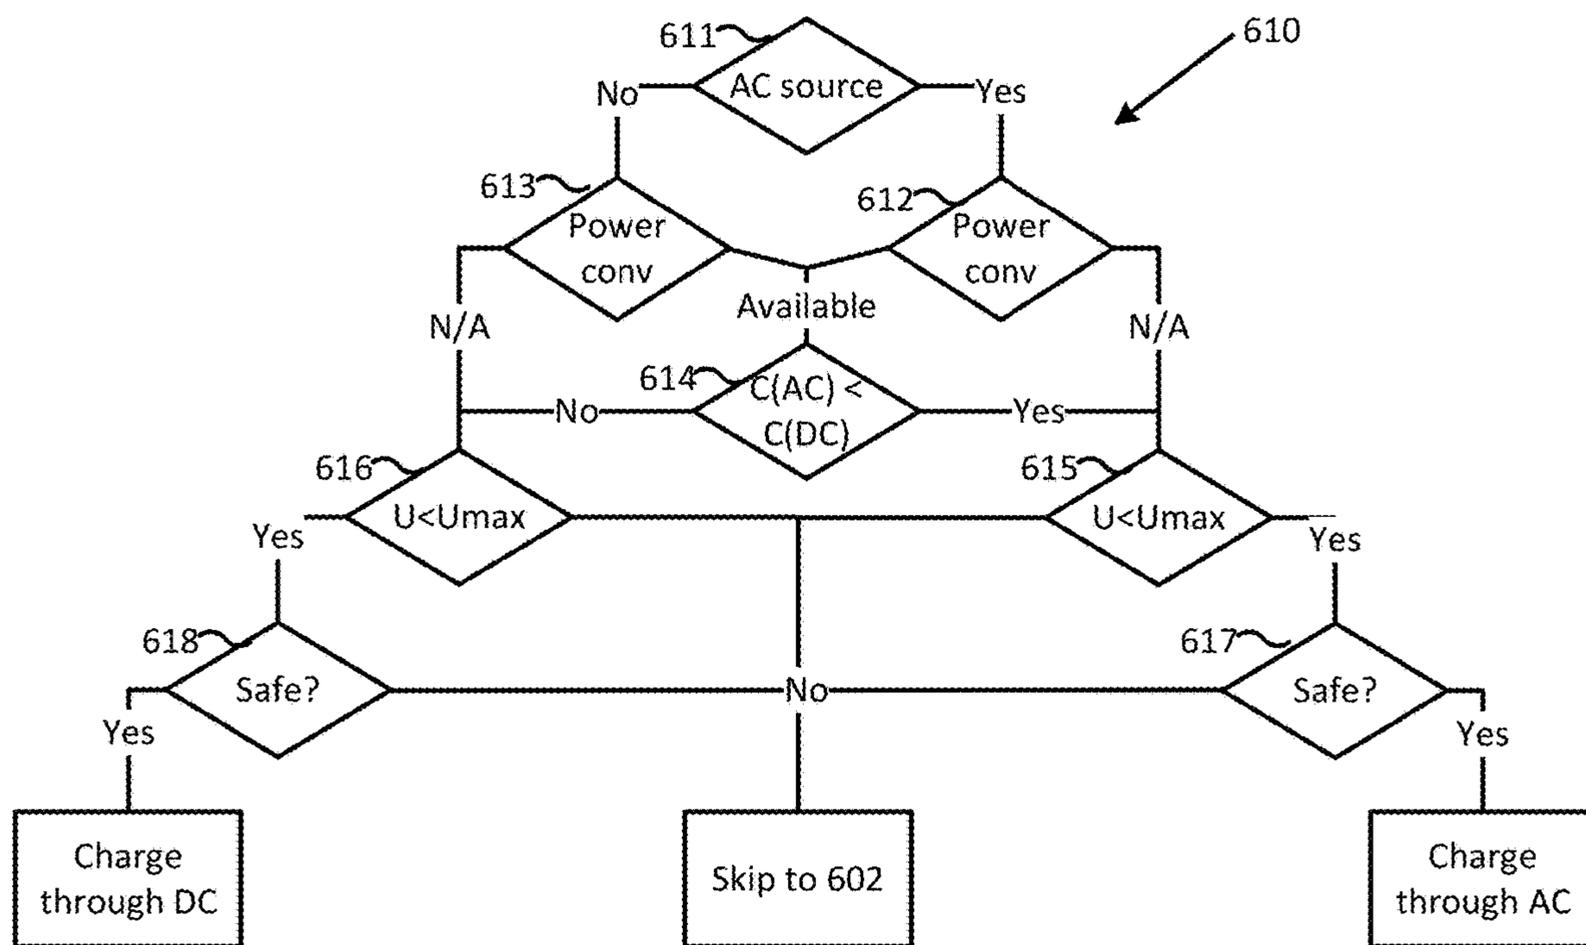 611
610
AC source
No
Yes
613
612
Power
conv
Power
conv
Available
N/A
N/A
614
C(AC) <
C(DC)
No
Yes
616
615
U<Umax
U<Umax
Yes
Yes
618
617
Safe?
No
Safe?
Yes
Yes
Charge
through DC
Skip to 602
Charge
through AC